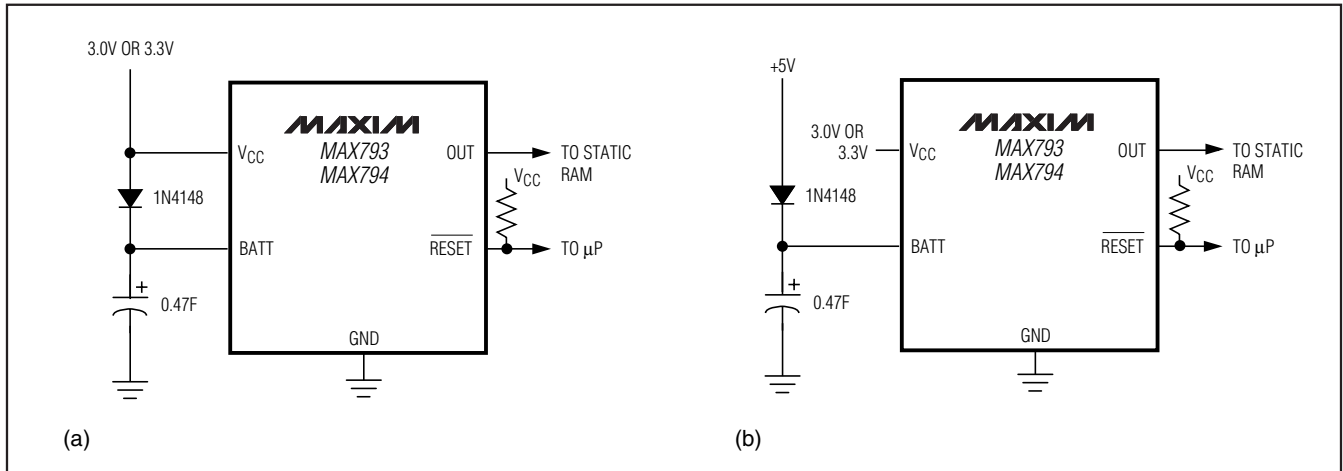 3.0V OR 3.3V
VCC
1N4148
BATT
0.47F
+
MAXIM
MAX793
MAX794
OUT
TO STATIC
RAM
VCC
RESET
TO μP
GND
(a)
+5V
3.0V OR
3.3V
VCC
1N4148
BATT
0.47F
+
MAXIM
MAX793
MAX794
OUT
TO STATIC
RAM
VCC
RESET
TO μP
GND
(b)